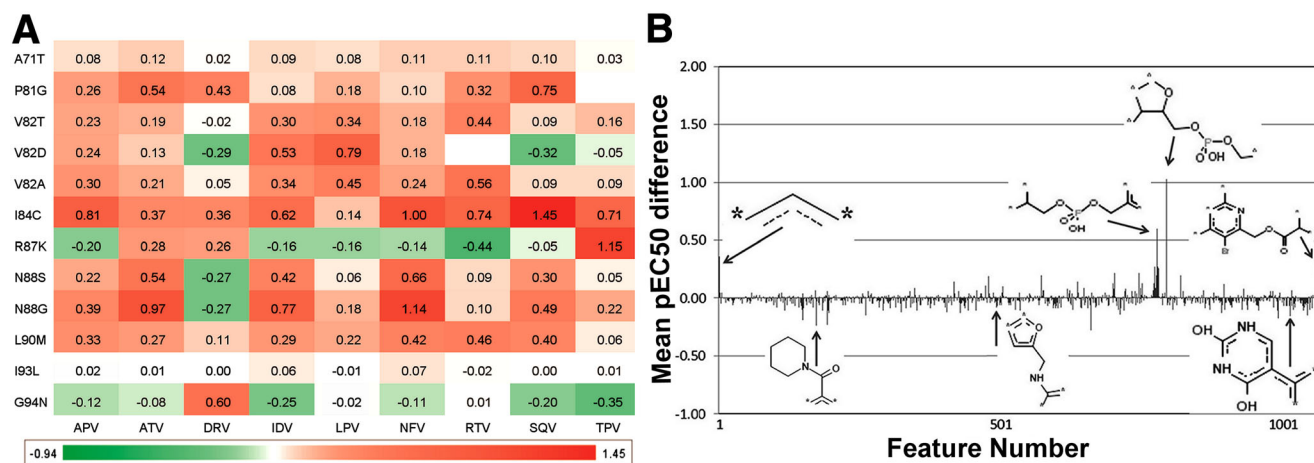 A
A71T 0.08 0.12 0.02 0.09 0.08 0.11 0.11 0.10 0.03
P81G 0.26 0.54 0.43 0.08 0.18 0.10 0.32 0.75
V82T 0.23 0.19 -0.02 0.30 0.34 0.18 0.44 0.09 0.16
V82D 0.24 0.13 -0.29 0.53 0.79 0.18 -0.32 -0.05
V82A 0.30 0.21 0.05 0.34 0.45 0.24 0.56 0.09 0.09
I84C 0.81 0.37 0.36 0.62 0.14 1.00 0.74 1.45 0.71
R87K -0.20 0.28 0.26 -0.16 -0.16 -0.14 -0.44 -0.05 1.15
N88S 0.22 0.54 -0.27 0.42 0.06 0.66 0.09 0.30 0.05
N88G 0.39 0.97 -0.27 0.77 0.18 1.14 0.10 0.49 0.22
L90M 0.33 0.27 0.11 0.29 0.22 0.42 0.46 0.40 0.06
I93L 0.02 0.01 0.00 0.06 -0.01 0.07 -0.02 0.00 0.01
G94N -0.12 -0.08 0.60 -0.25 -0.02 -0.11 0.01 -0.20 -0.35
APV ATV DRV IDV LPV NFV RTV SQV TPV
-0.94 1.45
B
Mean pEC50 difference
2.00
1.50
1.00
0.50
0.00
-0.50
-1.00
O
O O
P
O OH
* *
O O
P
O OH
N
O
Br O
N O
O
NH
OH NH
N
OH
1 501 1001
Feature Number